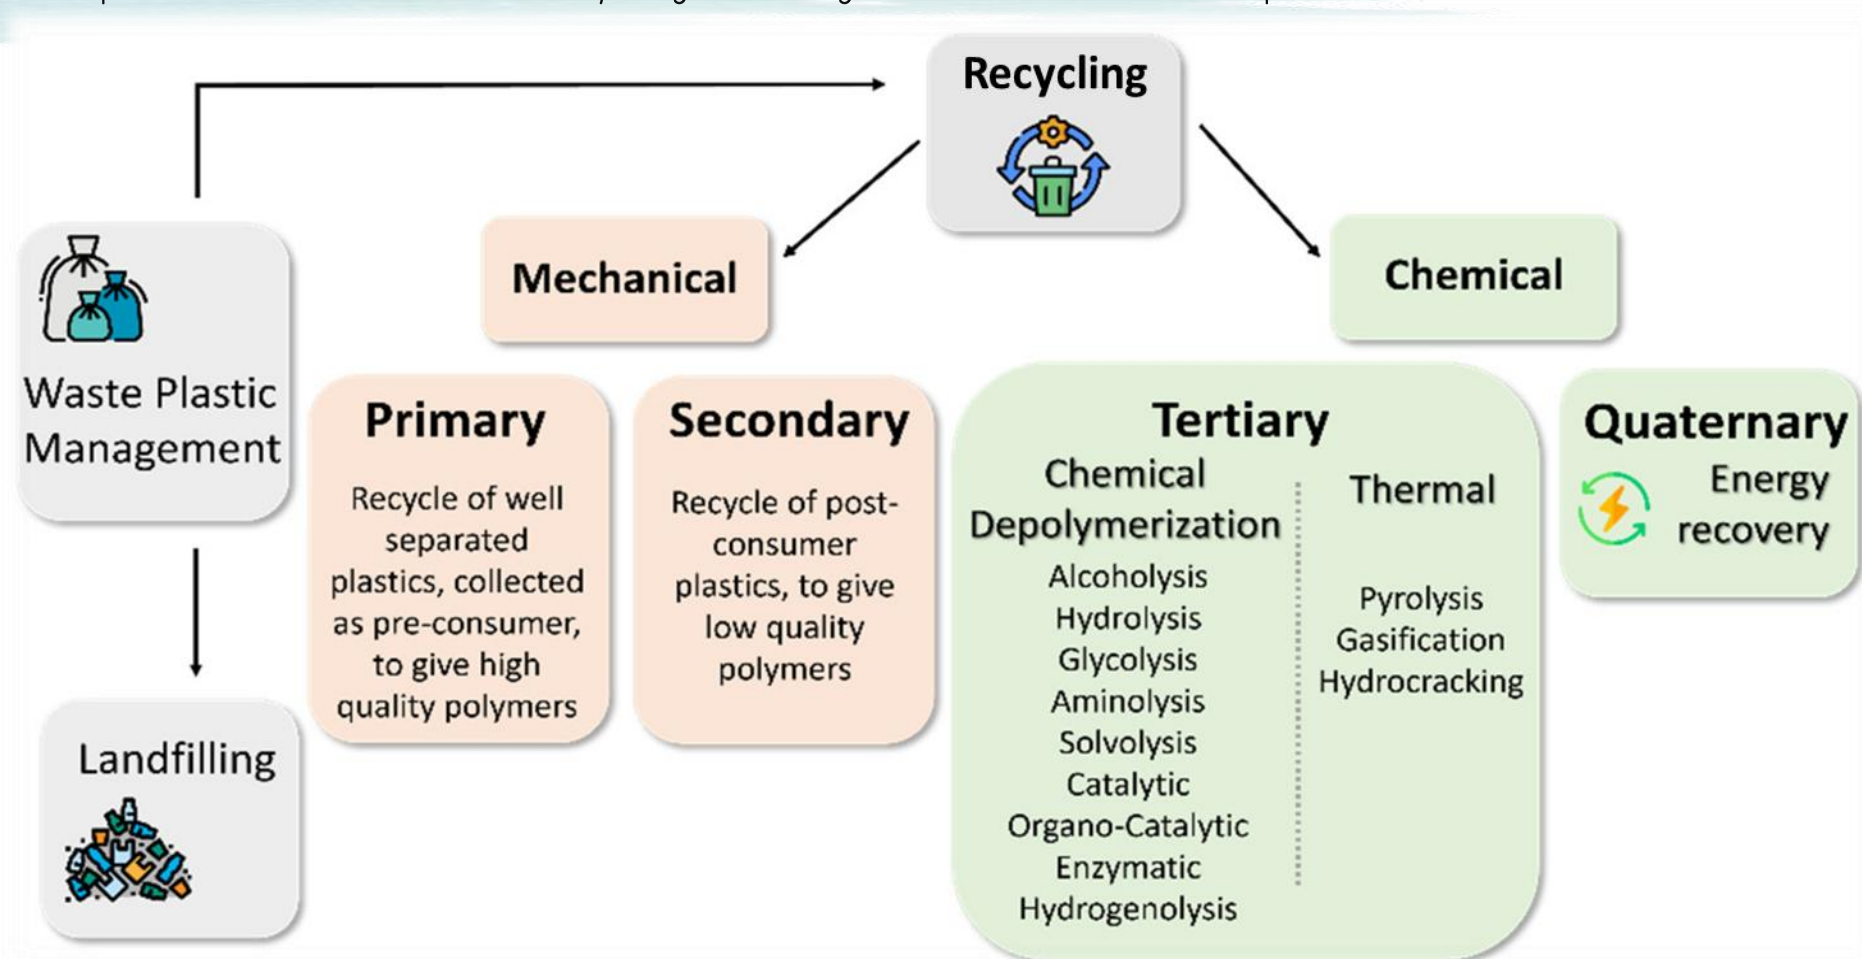 Recycling
Mechanical
Chemical
Waste Plastic
Management
Landfilling
Primary
Recycle of well
separated
plastics, collected
as pre-consumer,
to give high
quality polymers
Secondary
Recycle of post-
consumer
plastics, to give
low quality
polymers
Tertiary
Chemical
Depolymerization
Alcoholysis
Hydrolysis
Glycolysis
Aminolysis
Solvolysis
Catalytic
Organo-Catalytic
Enzymatic
Hydrogenolysis
Thermal
Pyrolysis
Gasification
Hydrocracking
Quaternary
Energy
recovery